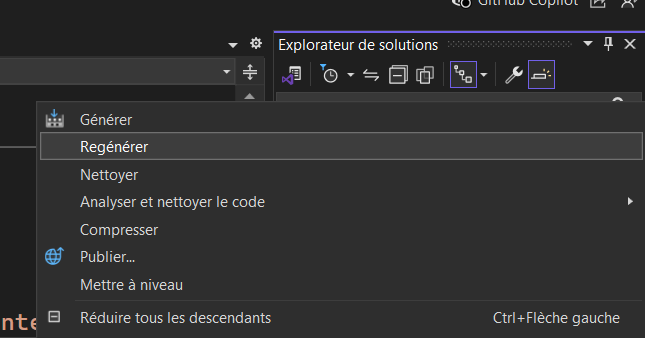 GitHub Copilot
Explorateur de solutions
Générer
Regénérer
Nettoyer
Analyser et nettoyer le code
Compresser
Publier...
Mettre à niveau
nte
Réduire tous les descendants Ctrl+Flèche gauche